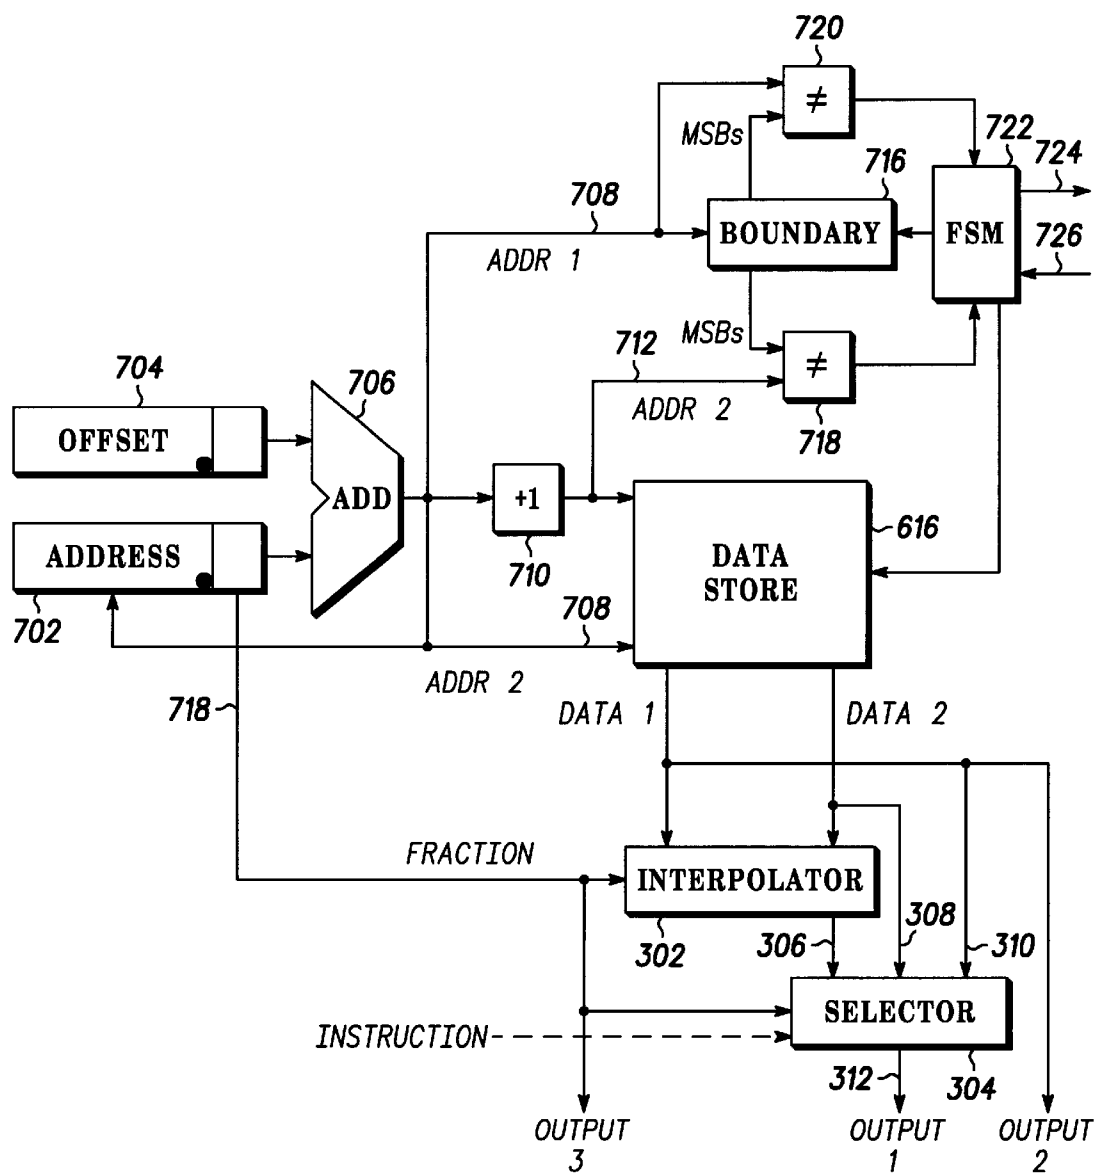 720
≠
MSBs
722
724
716
708
BOUNDARY
FSM
726
ADDR 1
MSBs
712
≠
704
706
ADDR 2
718
OFFSET
ADD
+1
616
ADDRESS
DATA
STORE
710
702
708
ADDR 2
718
DATA 1
DATA 2
FRACTION
INTERPOLATOR
302
306
308
310
SELECTOR
INSTRUCTION
312
304
OUTPUT
3
OUTPUT
1
OUTPUT
2